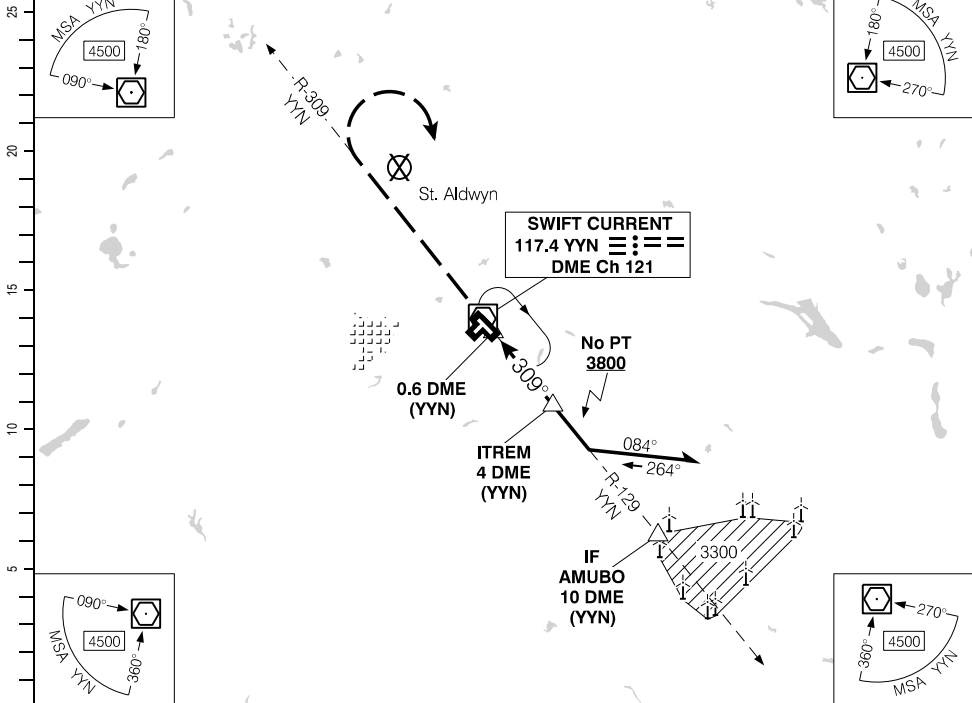 25
20
15
10
5
MSA YYN
4500
180°
090°
MSA YYN
180°
4500
270°
R-309
YYN
St. Aldwyn
SWIFT CURRENT
117.4 YYN
DME Ch 121
No PT
3800
309°
0.6 DME
(YYN)
ITREM
4 DME
(YYN)
084°
264°
R-129
YYN
IF
AMUBO
10 DME
(YYN)
3300
090°
4500
360°
MSA YYN
270°
4500
360°
MSA YYN